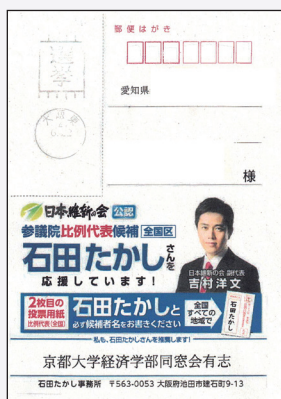 郵便はがき
選挙
愛知県
様
日本維新の会 公認
参議院比例代表候補 全国区
石田たかしさんを
応援しています!
日本維新の会 副代表
吉村洋文
2枚目の
投票用紙
比例代表(全国)
石田たかしと
必ず候補者名をお書きください
全国
すべての
地域で
石田たかし
私も、石田たかしさんを推薦します!
京都大学経済学部同窓会有志
石田たかし事務所 〒563-0053 大阪府池田市建石町9-13